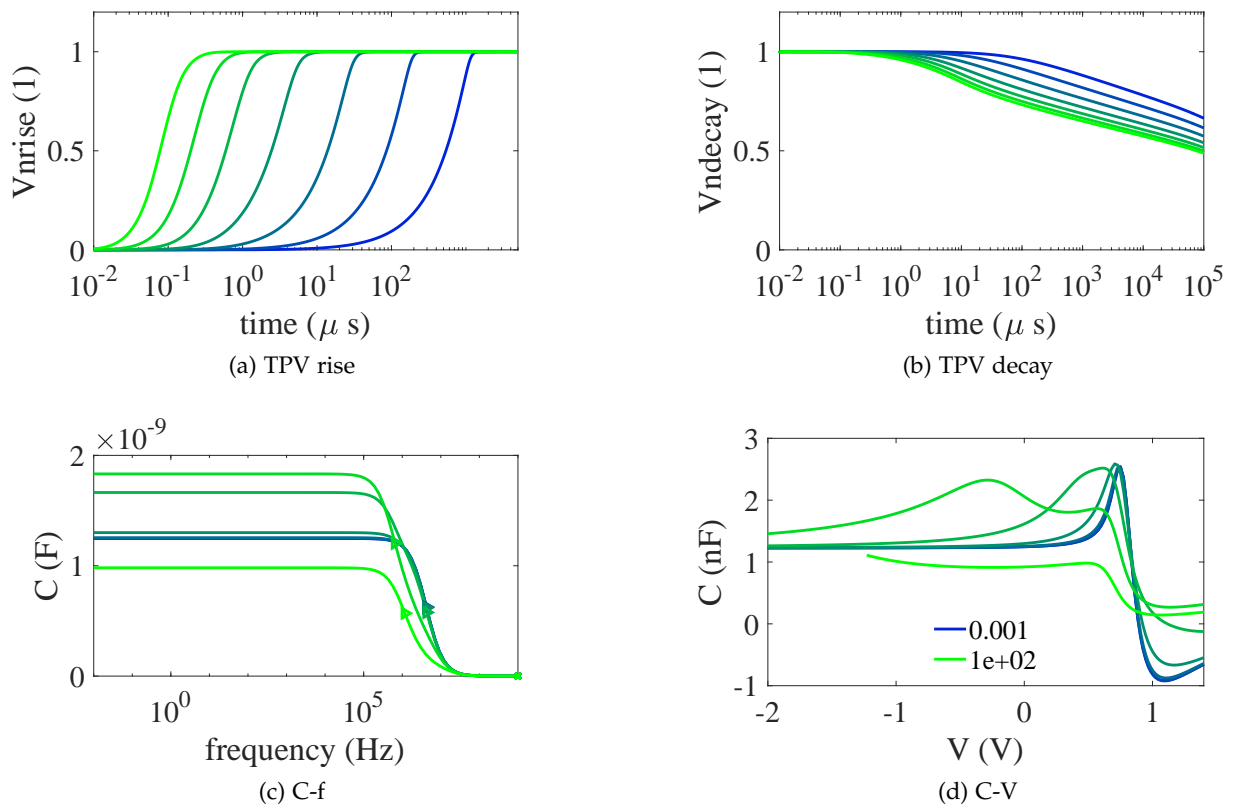 Vnrise (1)
1
0.5
0
10^-2 10^-1 10^0 10^1 10^2
time (μ s)
(a) TPV rise
Vndecay (1)
1
0.5
0
10^-2 10^-1 10^0 10^1 10^2 10^3 10^4 10^5
time (μ s)
(b) TPV decay
×10^-9
C (F)
2
1
0
10^0 10^5
frequency (Hz)
(c) C-f
C (nF)
3
2
1
0
-1
0.001
1e+02
-2 -1 0 1
V (V)
(d) C-V